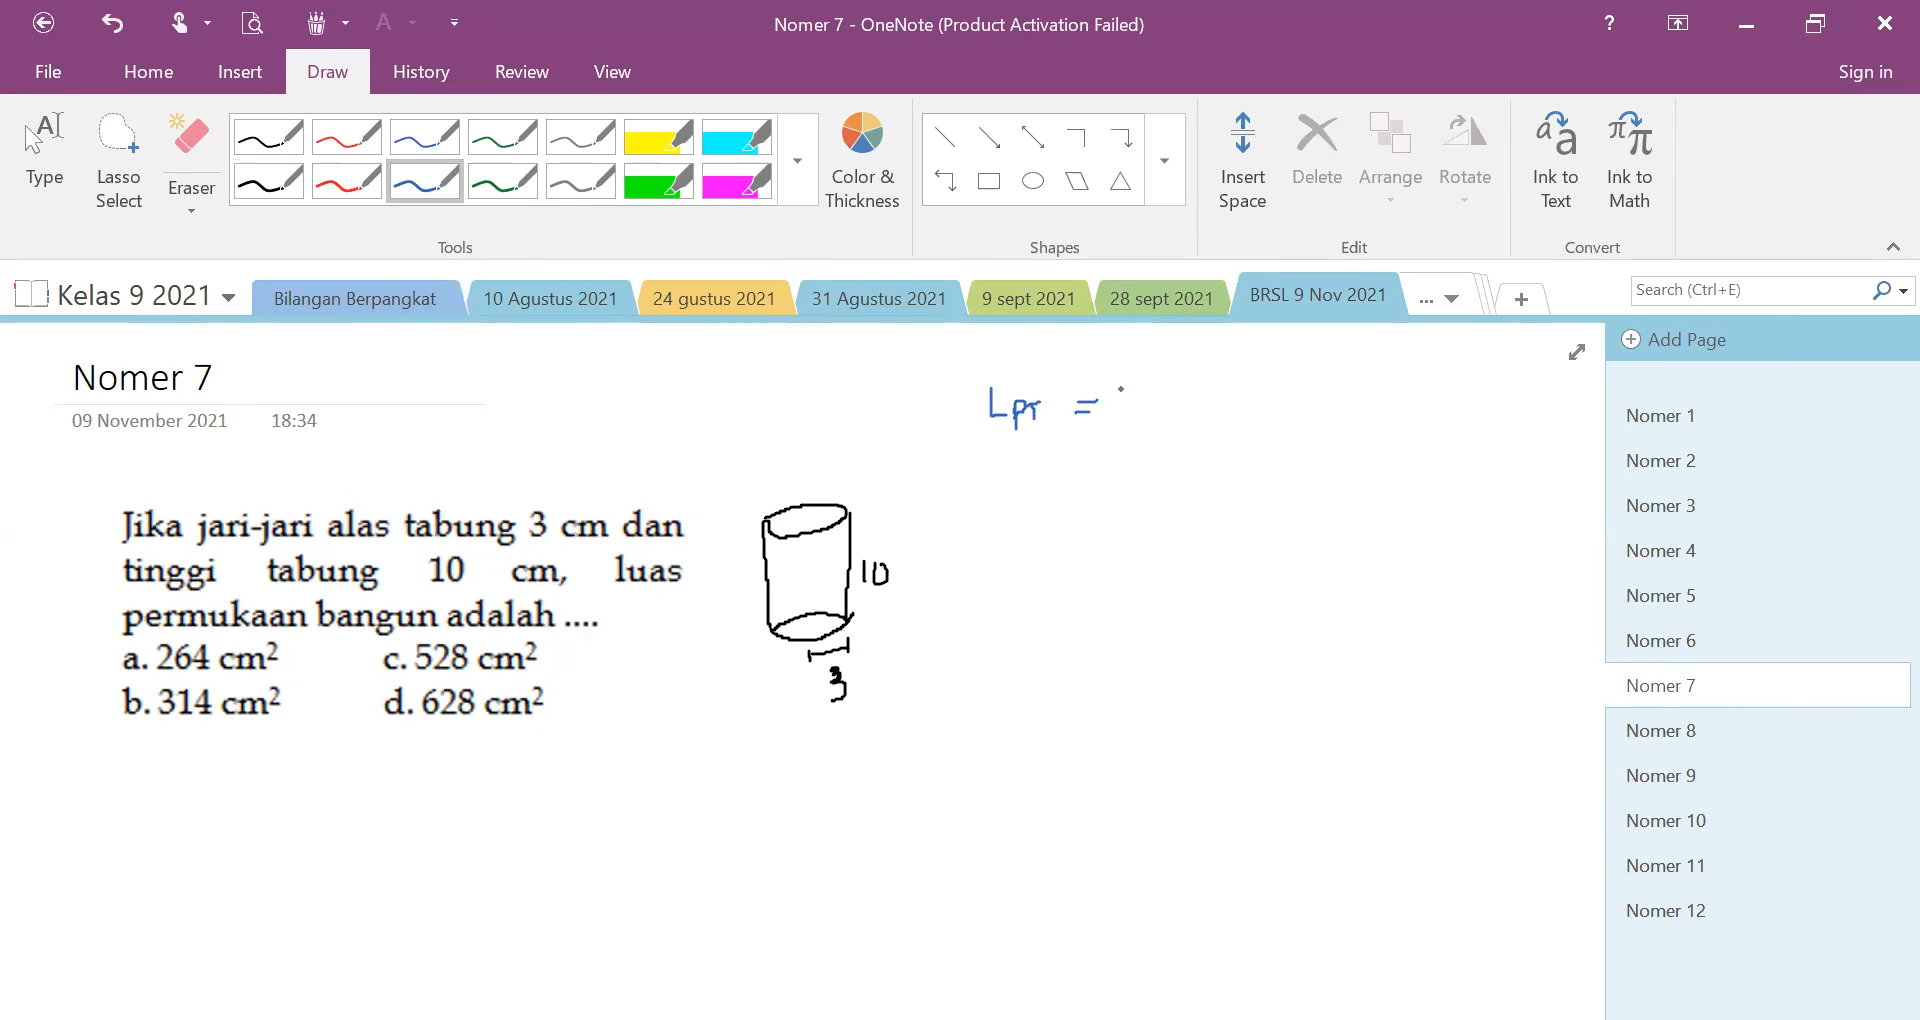 Nomer 7 - OneNote (Product Activation Failed)
?
File Home Insert Draw History Review View Sign in
Type
Lasso Select
Eraser
Color & Thickness
Insert Space
Delete
Arrange
Rotate
Ink to Text
Ink to Math
Tools Shapes Edit Convert
Kelas 9 2021
Bilangan Berpangkat
10 Agustus 2021
24 gustus 2021
31 Agustus 2021
9 sept 2021
28 sept 2021
BRSL 9 Nov 2021
...
Search (Ctrl+E)
Nomer 7
09 November 2021 18:34
Lpr =
Jika jari-jari alas tabung 3 cm dan
tinggi tabung 10 cm, luas
permukaan bangun adalah ....
a. 264 cm² c. 528 cm²
b. 314 cm² d. 628 cm²
10
3
Add Page
Nomer 1
Nomer 2
Nomer 3
Nomer 4
Nomer 5
Nomer 6
Nomer 7
Nomer 8
Nomer 9
Nomer 10
Nomer 11
Nomer 12